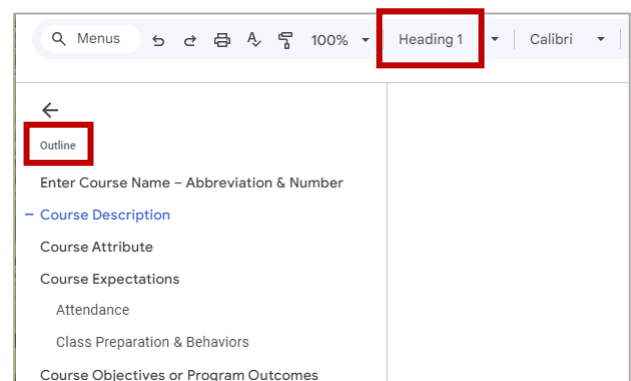 Menus 100% Heading 1 Calibri
Outline
Enter Course Name – Abbreviation & Number
Course Description
Course Attribute
Course Expectations
Attendance
Class Preparation & Behaviors
Course Objectives or Program Outcomes